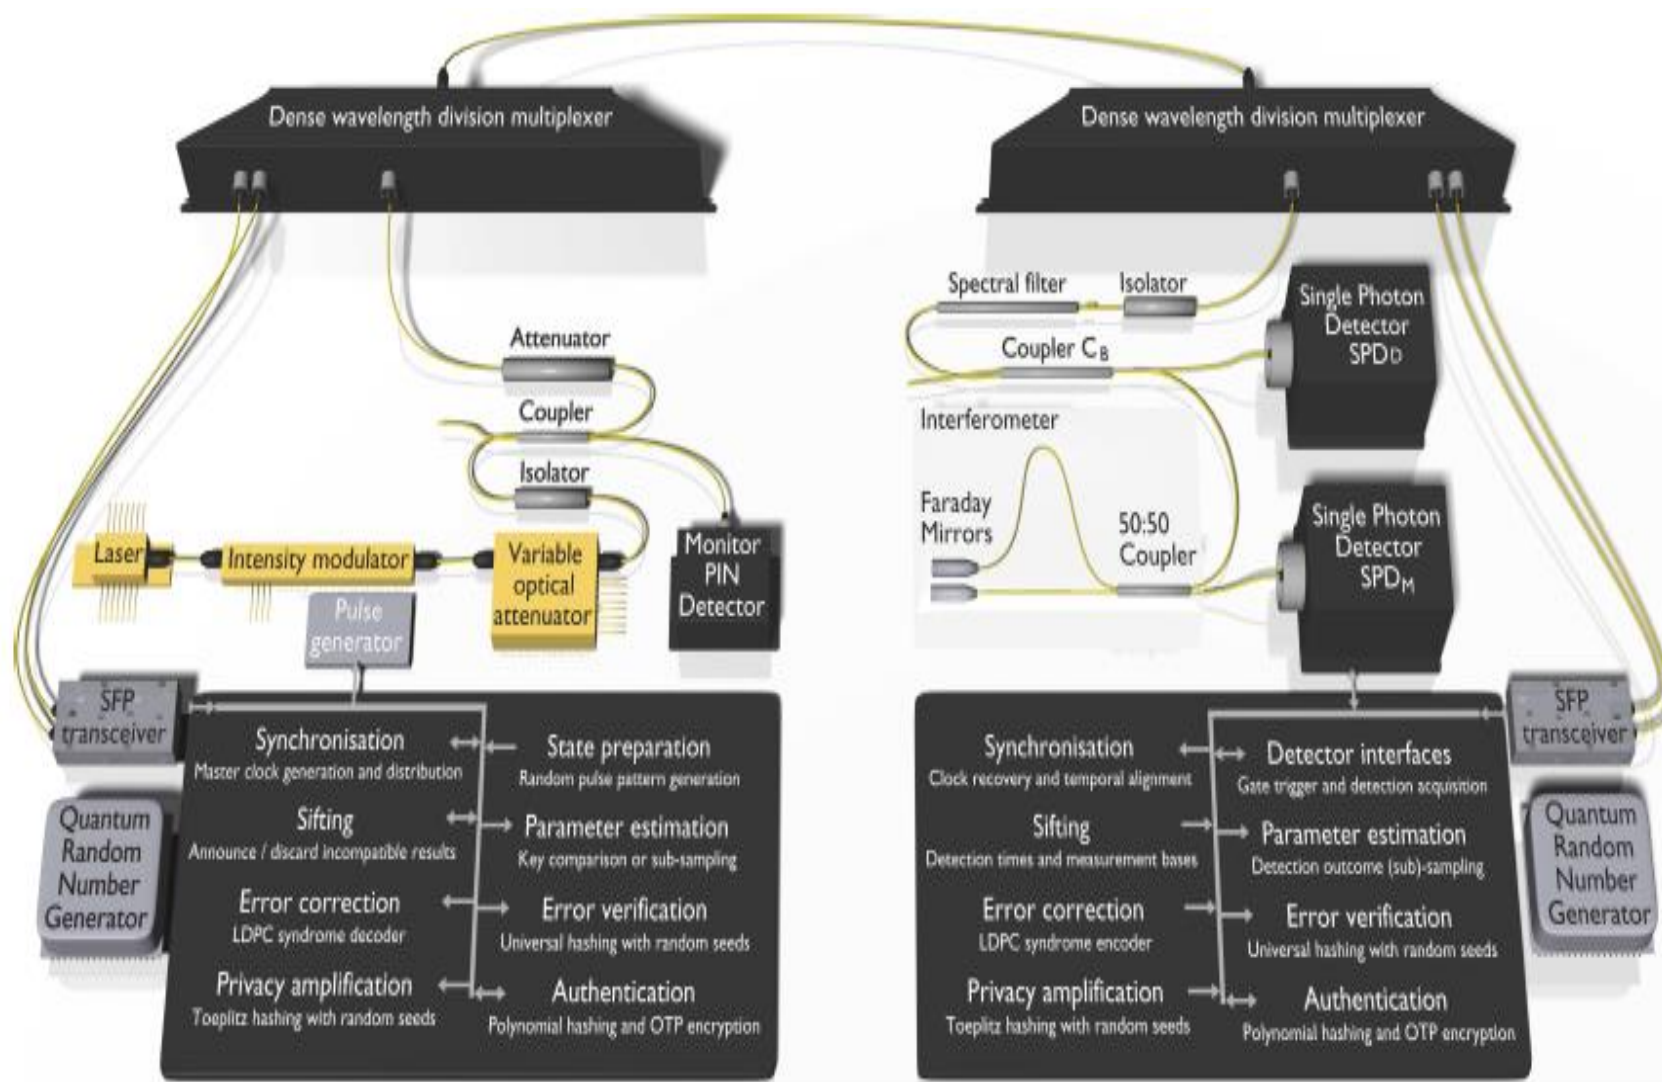 Dense wavelength division multiplexer
Attenuator
Coupler
Isolator
Laser
Intensity modulator
Variable
optical
attenuator
Monitor
PIN
Detector
Pulse
generator
SFP
transceiver
Quantum
Random
Number
Generator
Synchronisation
Master clock generation and distribution
State preparation
Random pulse pattern generation
Sifting
Announce / discard incompatible results
Parameter estimation
Key comparison or sub-sampling
Error correction
LDPC syndrome decoder
Error verification
Universal hashing with random seeds
Privacy amplification
Toeplitz hashing with random seeds
Authentication
Polynomial hashing and OTP encryption
Dense wavelength division multiplexer
Spectral filter
Isolator
Coupler C B
Single Photon
Detector
SPD D
Interferometer
Faraday
Mirrors
50:50
Coupler
Single Photon
Detector
SPD M
SFP
transceiver
Quantum
Random
Number
Generator
Synchronisation
Clock recovery and temporal alignment
Detector interfaces
Gate trigger and detection acquisition
Sifting
Detection times and measurement bases
Parameter estimation
Detection outcome (sub)-sampling
Error correction
LDPC syndrome encoder
Error verification
Universal hashing with random seeds
Privacy amplification
Toeplitz hashing with random seeds
Authentication
Polynomial hashing and OTP encryption